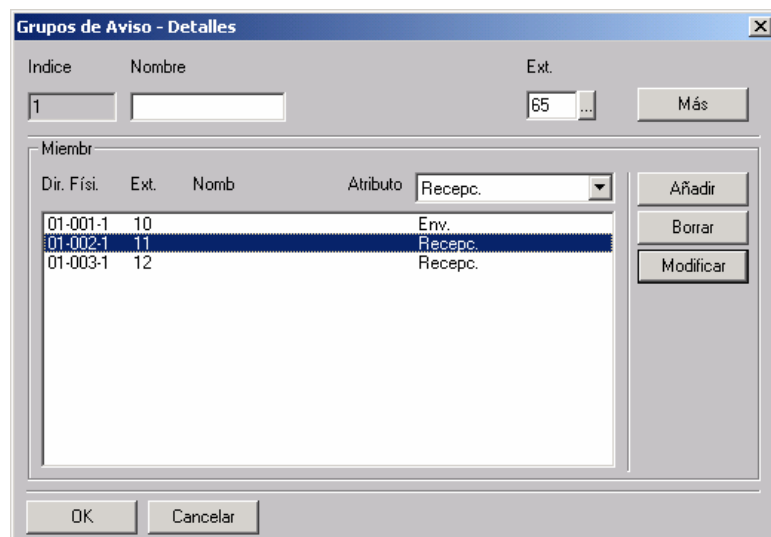 Grupos de Aviso - Detalles
Indice Nombre Ext.
1 65 ... Más
Miembr
Dir. Físi. Ext. Nomb Atributo Recepc. Añadir
01-001-1 10 Env. Borrar
01-002-1 11 Recepc.
01-003-1 12 Recepc. Modificar
OK Cancelar